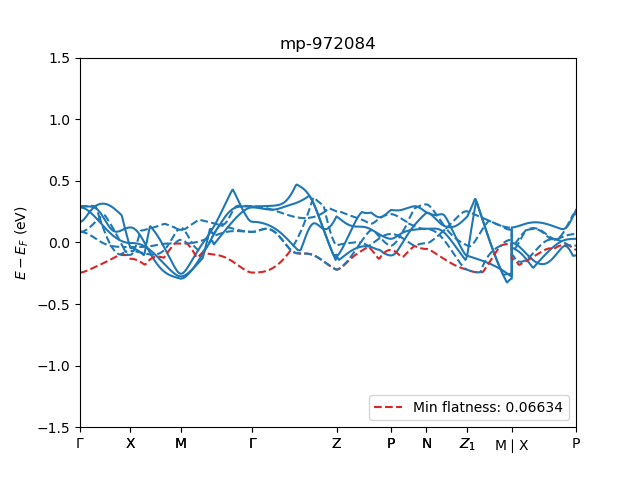 mp-972084
1.5
1.0
0.5
0.0
−0.5
−1.0
−1.5
E − E_F (eV)
Min flatness: 0.06634
Γ X M Γ Z P N Z₁ M | X P